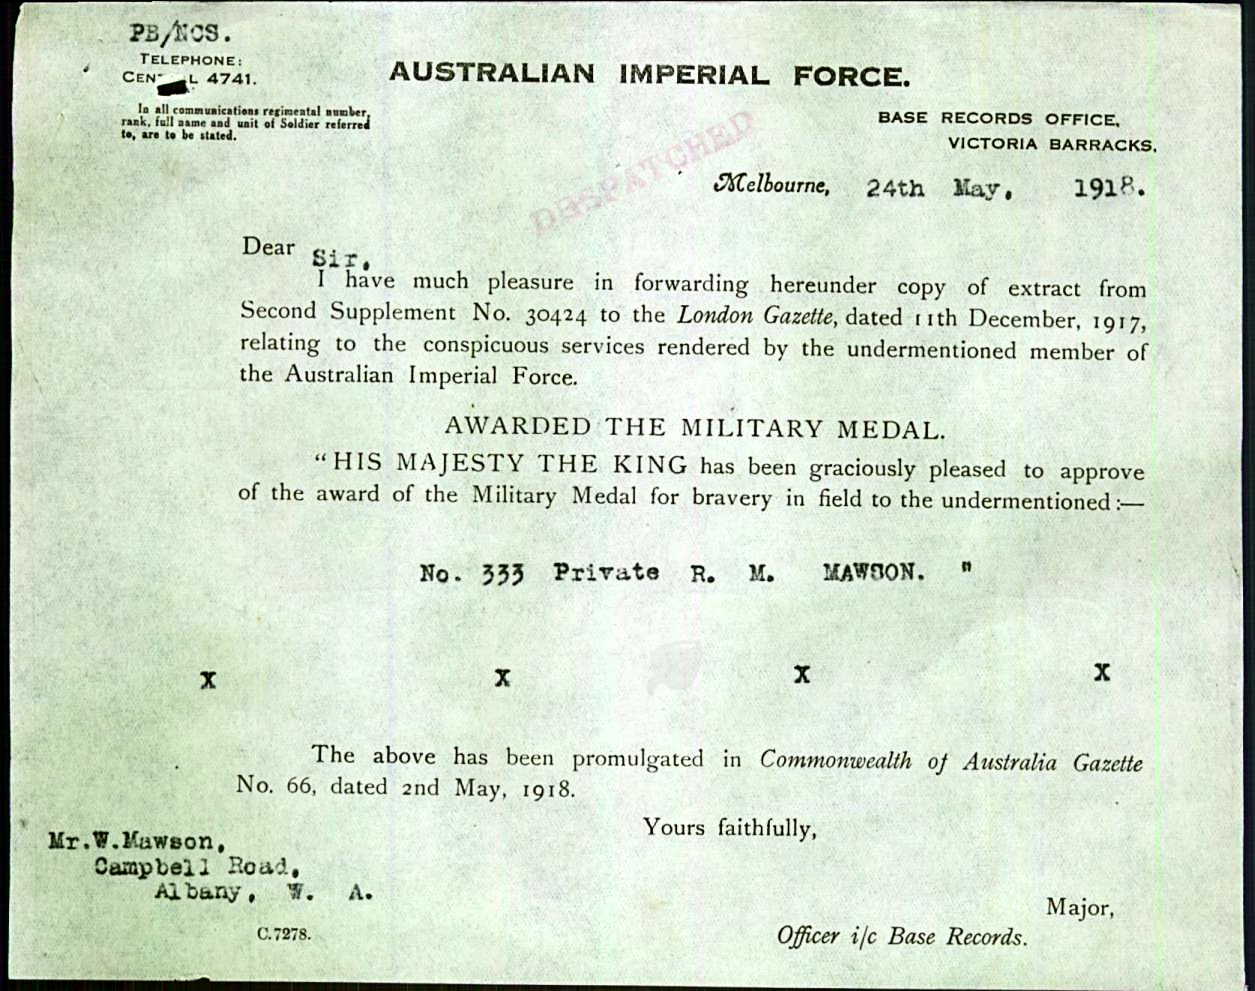 PB/NCS.
TELEPHONE:
CENTRAL 4741.
In all communications regimental number,
rank, full name and unit of Soldier referred
to, are to be stated.
AUSTRALIAN IMPERIAL FORCE.
BASE RECORDS OFFICE,
VICTORIA BARRACKS,
DESPATCHED
Melbourne, 24th May, 1918.
Dear Sir,
I have much pleasure in forwarding hereunder copy of extract from
Second Supplement No. 30424 to the London Gazette, dated 11th December, 1917,
relating to the conspicuous services rendered by the undermentioned member of
the Australian Imperial Force.
AWARDED THE MILITARY MEDAL.
“HIS MAJESTY THE KING has been graciously pleased to approve
of the award of the Military Medal for bravery in field to the undermentioned:—
No. 333 Private R. M. MAWSON. "
X X X X
The above has been promulgated in Commonwealth of Australia Gazette
No. 66, dated 2nd May, 1918.
Yours faithfully,
Mr.W.Mawson,
Campbell Road,
Albany, W. A.
C.7278.
Major,
Officer i/c Base Records.